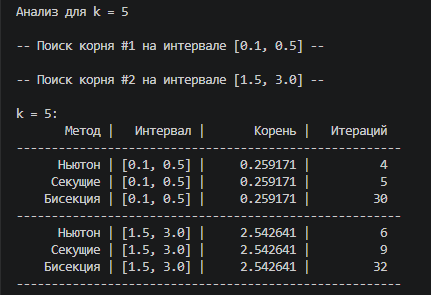 Анализ для k = 5
-- Поиск корня #1 на интервале [0.1, 0.5] --
-- Поиск корня #2 на интервале [1.5, 3.0] --
k = 5:
Метод | Интервал | Корень | Итераций
--------------------------------------------------
Ньютон | [0.1, 0.5] | 0.259171 | 4
Секущие | [0.1, 0.5] | 0.259171 | 5
Бисекция | [0.1, 0.5] | 0.259171 | 30
--------------------------------------------------
Ньютон | [1.5, 3.0] | 2.542641 | 6
Секущие | [1.5, 3.0] | 2.542641 | 9
Бисекция | [1.5, 3.0] | 2.542641 | 32
--------------------------------------------------